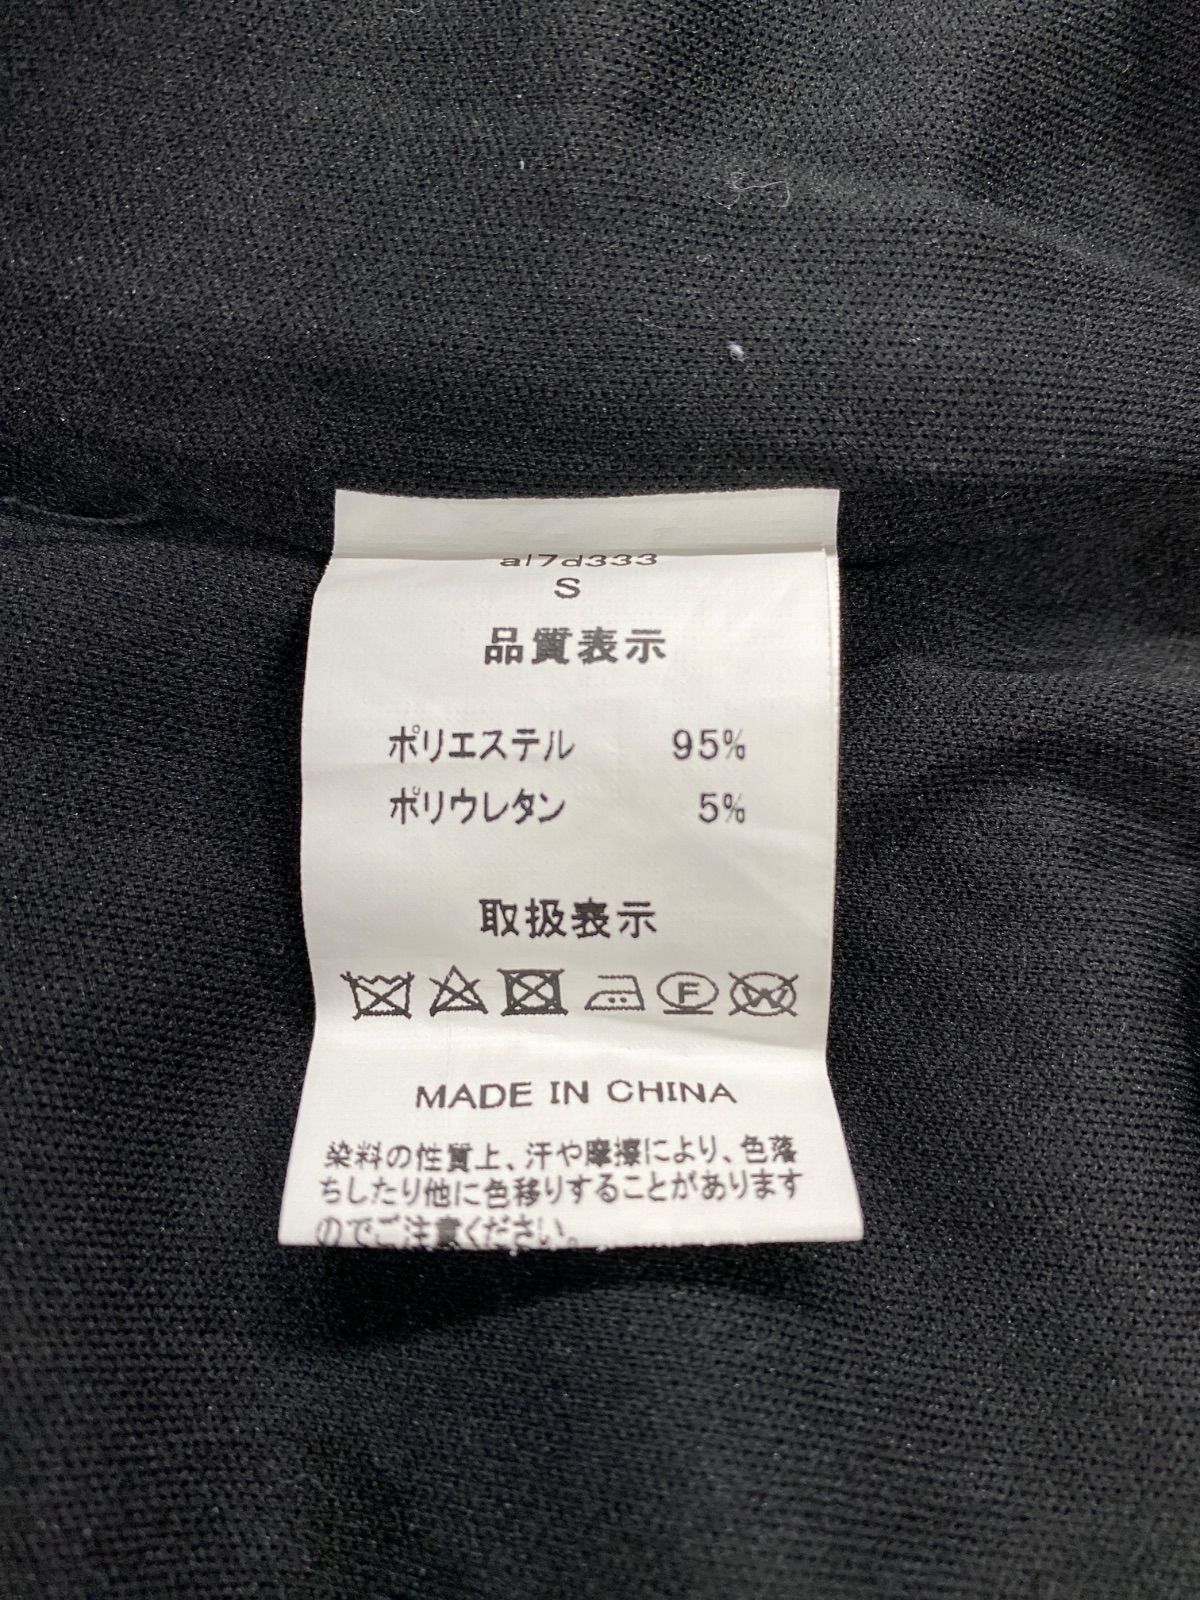 al7d333
S
品質表示
ポリエステル 95%
ポリウレタン 5%
取扱表示
F W
MADE IN CHINA
染料の性質上、汗や摩擦により、色落
ちしたり他に色移りすることがあります
のでご注意ください。